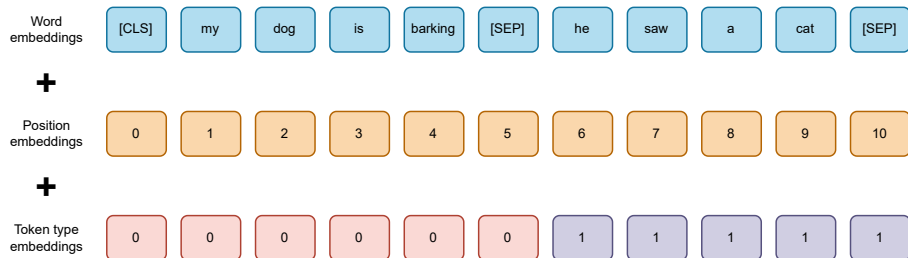 Word
embeddings
[CLS] my dog is barking [SEP] he saw a cat [SEP]
+
Position
embeddings
0 1 2 3 4 5 6 7 8 9 10
+
Token type
embeddings
0 0 0 0 0 0 1 1 1 1 1